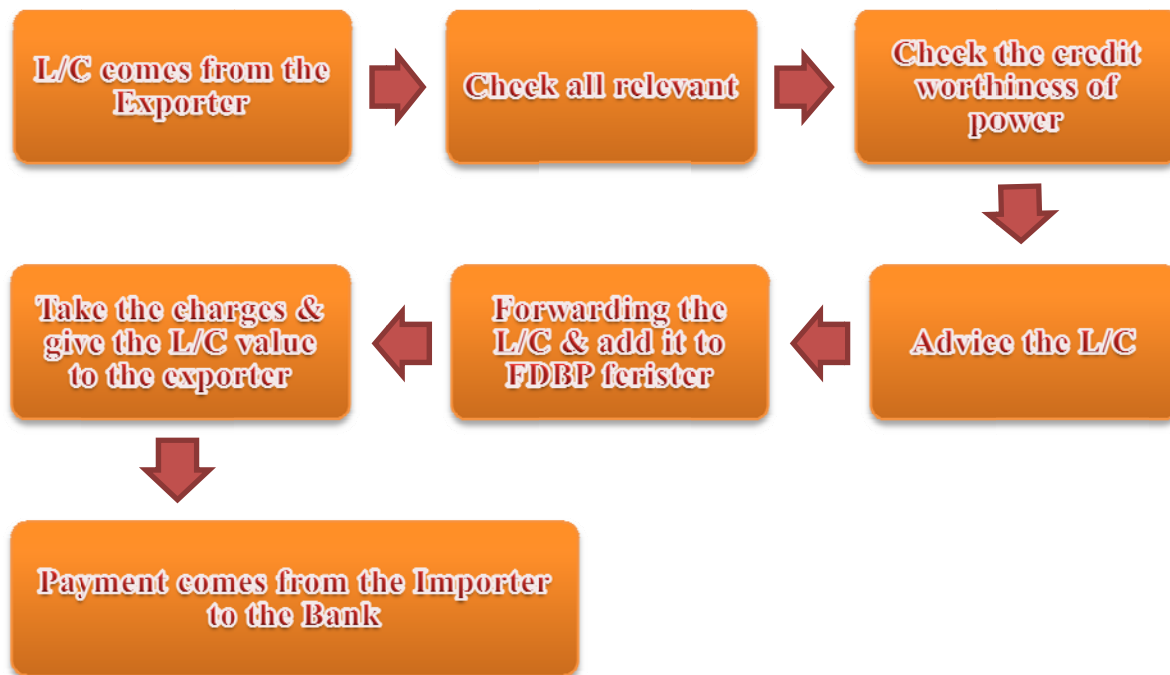 L/C comes from the
Exporter
Check all relevant
Check the credit
worthiness of
power
Advice the L/C
Forwarding the
L/C & add it to
FDBP ferister
Take the charges &
give the L/C value
to the exporter
Payment comes from the Importer
to the Bank